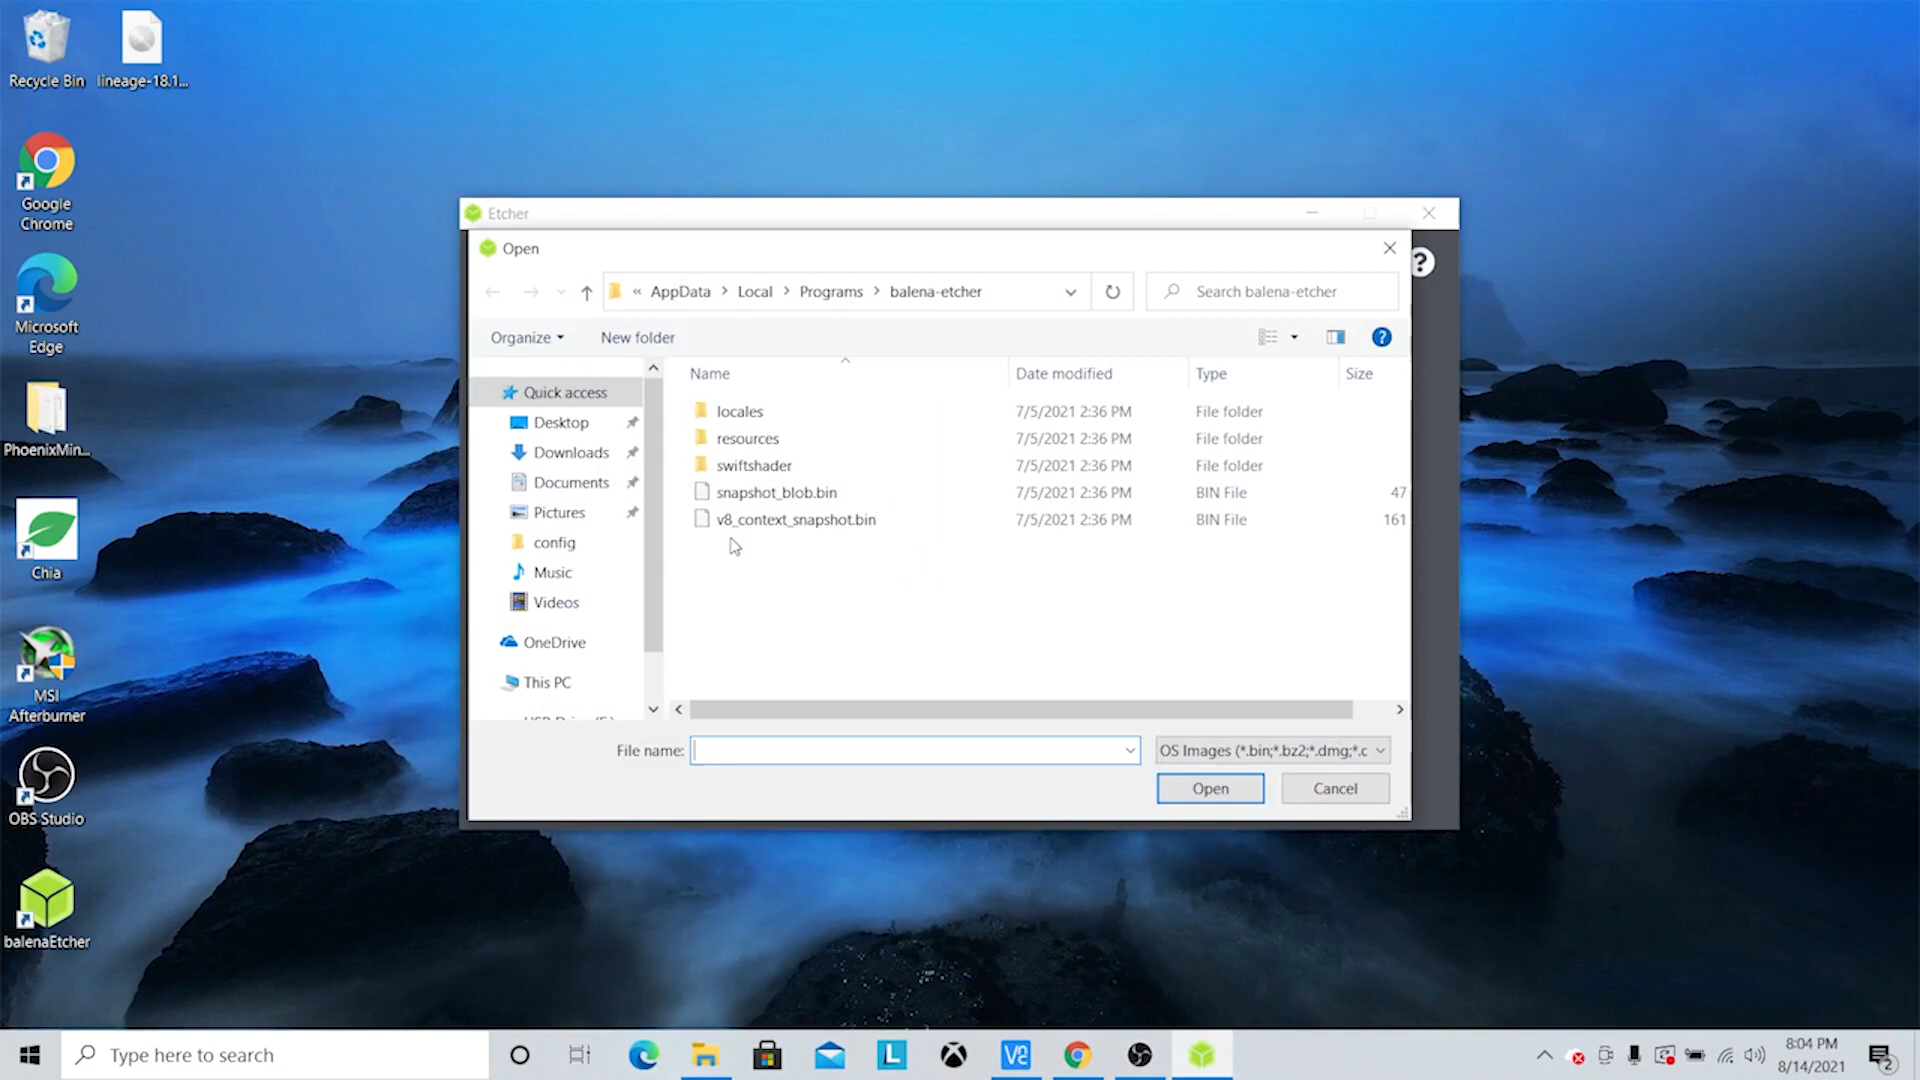 Recycle Bin
lineage-18.1...
Google
Chrome
Microsoft
Edge
PhoenixMin...
Chia
MSI
Afterburner
OBS Studio
balenaEtcher
Etcher
Open
« AppData > Local > Programs > balena-etcher
Search balena-etcher
Organize
New folder
Quick access
Desktop
Downloads
Documents
Pictures
config
Music
Videos
OneDrive
This PC
Name Date modified Type Size
locales 7/5/2021 2:36 PM File folder
resources 7/5/2021 2:36 PM File folder
swiftshader 7/5/2021 2:36 PM File folder
snapshot_blob.bin 7/5/2021 2:36 PM BIN File 47
v8_context_snapshot.bin 7/5/2021 2:36 PM BIN File 161
File name:
OS Images (*.bin;*.bz2;*.dmg;*.c
Open
Cancel
Type here to search
L
V2
8:04 PM
8/14/2021
2